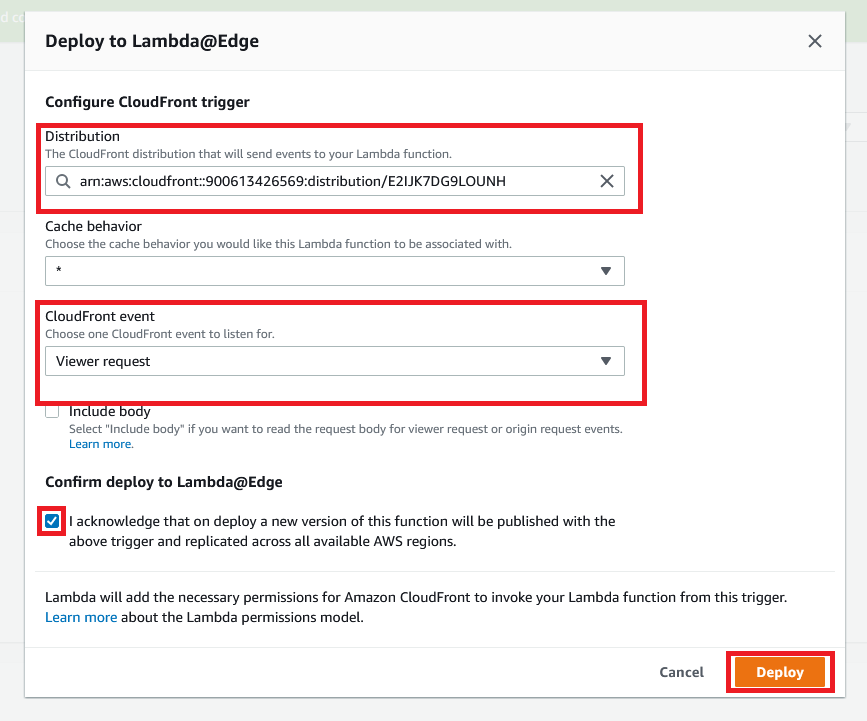 d co
Deploy to Lambda@Edge
Configure CloudFront trigger
Distribution
The CloudFront distribution that will send events to your Lambda function.
arn:aws:cloudfront::900613426569:distribution/E2IJK7DG9LOUNH
Cache behavior
Choose the cache behavior you would like this Lambda function to be associated with.
*
CloudFront event
Choose one CloudFront event to listen for.
Viewer request
Include body
Select "Include body" if you want to read the request body for viewer request or origin request events.
Learn more.
Confirm deploy to Lambda@Edge
I acknowledge that on deploy a new version of this function will be published with the
above trigger and replicated across all available AWS regions.
Lambda will add the necessary permissions for Amazon CloudFront to invoke your Lambda function from this trigger.
Learn more about the Lambda permissions model.
Cancel Deploy